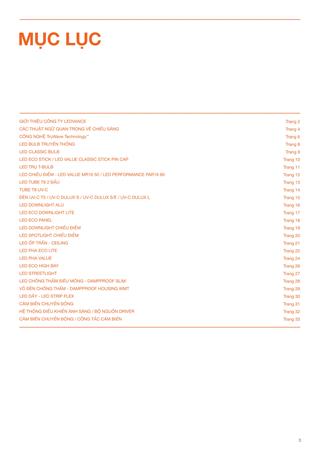 MỤC LỤC
GIỚI THIỆU CÔNG TY LEDVANCE Trang 2
CÁC THUẬT NGỮ QUAN TRỌNG VỀ CHIẾU SÁNG Trang 4
CÔNG NGHỆ TruWave Technology™ Trang 6
LED BULB TRUYỀN THỐNG Trang 8
LED CLASSIC BULB Trang 9
LED ECO STICK / LED VALUE CLASSIC STICK PIN CAP Trang 10
LED TRỤ T-BULB Trang 11
LED CHIẾU ĐIỂM - LED VALUE MR16 50 / LED PERFORMANCE PAR16 80 Trang 12
LED TUBE T8 2 ĐẦU Trang 13
TUBE T8 UV-C Trang 14
ĐÈN UV-C T5 / UV-C DULUX S / UV-C DULUX S/E / UV-C DULUX L Trang 15
LED DOWNLIGHT ALU Trang 16
LED ECO DOWNLIGHT LITE Trang 17
LED ECO PANEL Trang 18
LED DOWNLIGHT CHIẾU ĐIỂM Trang 19
LED SPOTLIGHT CHIẾU ĐIỂM Trang 20
LED ỐP TRẦN - CEILING Trang 21
LED PHA ECO LITE Trang 22
LED PHA VALUE Trang 24
LED ECO HIGH BAY Trang 26
LED STREETLIGHT Trang 27
LED CHỐNG THẤM ĐIỀU MỎNG - DAMPPROOF SLIM Trang 28
VỎ ĐÈN CHỐNG THẤM - DAMPPROOF HOUSING WMT Trang 29
LED DÂY - LED STRIP FLEX Trang 30
CẢM BIẾN CHUYỂN ĐỘNG Trang 31
HỆ THỐNG ĐIỀU KHIỂN ÁNH SÁNG / BỘ NGUỒN DRIVER Trang 32
CẢM BIẾN CHUYỂN ĐỘNG / CÔNG TẮC CẢM BIẾN Trang 33
3